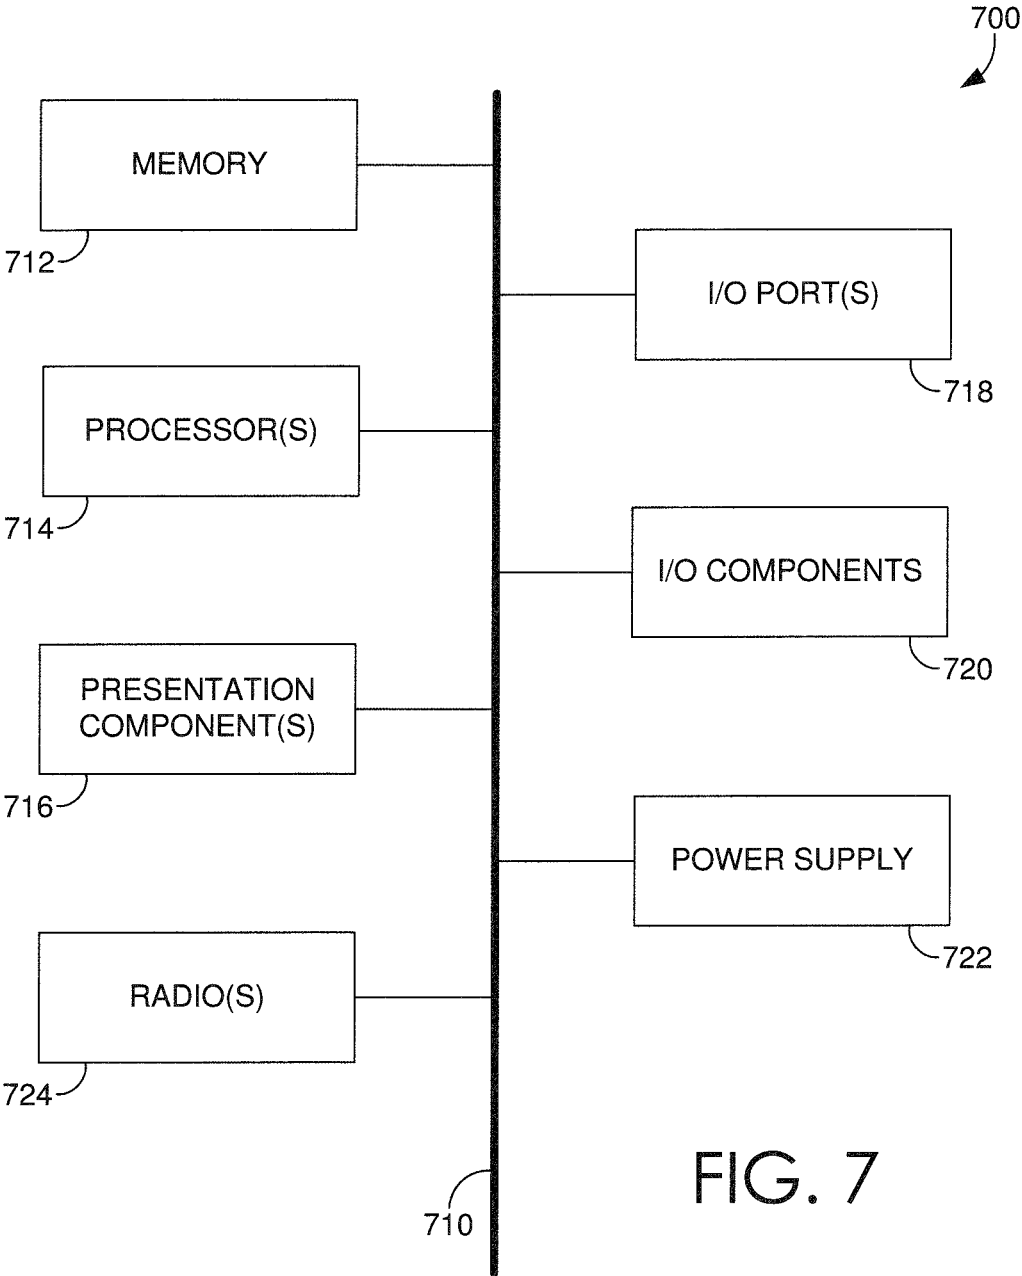 700
MEMORY
712
I/O PORT(S)
718
PROCESSOR(S)
714
I/O COMPONENTS
720
PRESENTATION
COMPONENT(S)
716
POWER SUPPLY
722
RADIO(S)
724
710
FIG. 7